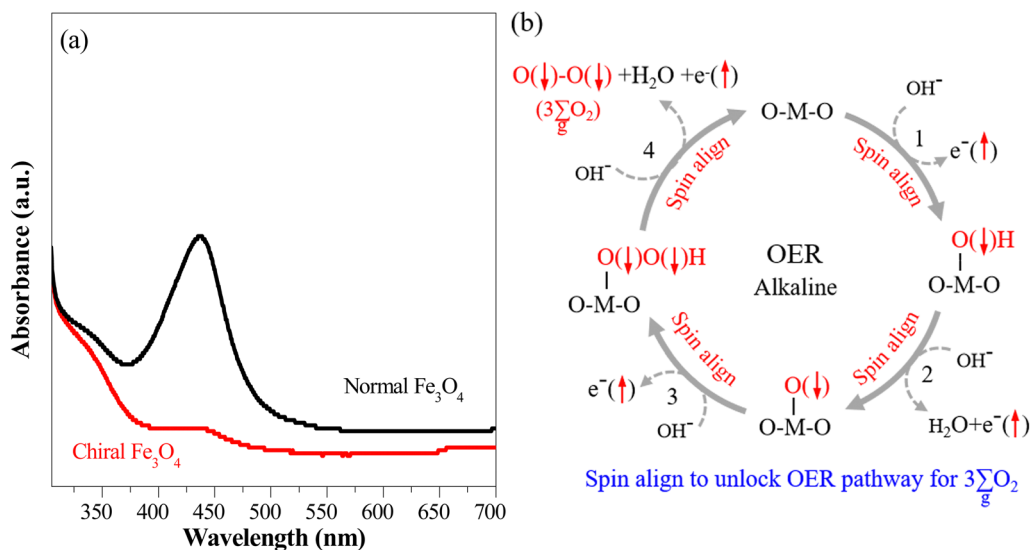 (a)
Absorbance (a.u.)
Normal Fe₃O₄
Chiral Fe₃O₄
350 400 450 500 550 600 650 700
Wavelength (nm)
(b)
O(↓)-O(↓) +H₂O +e⁻(↑)
(3∑gO₂)
O-M-O
OH⁻
1
e⁻(↑)
Spin align
4
OH⁻
Spin align
O(↓)H
O-M-O
O(↓)O(↓)H
O-M-O
OER
Alkaline
Spin align
2
OH⁻
H₂O+e⁻(↑)
Spin align
3
e⁻(↑)
OH⁻
O(↓)
O-M-O
Spin align to unlock OER pathway for 3∑gO₂